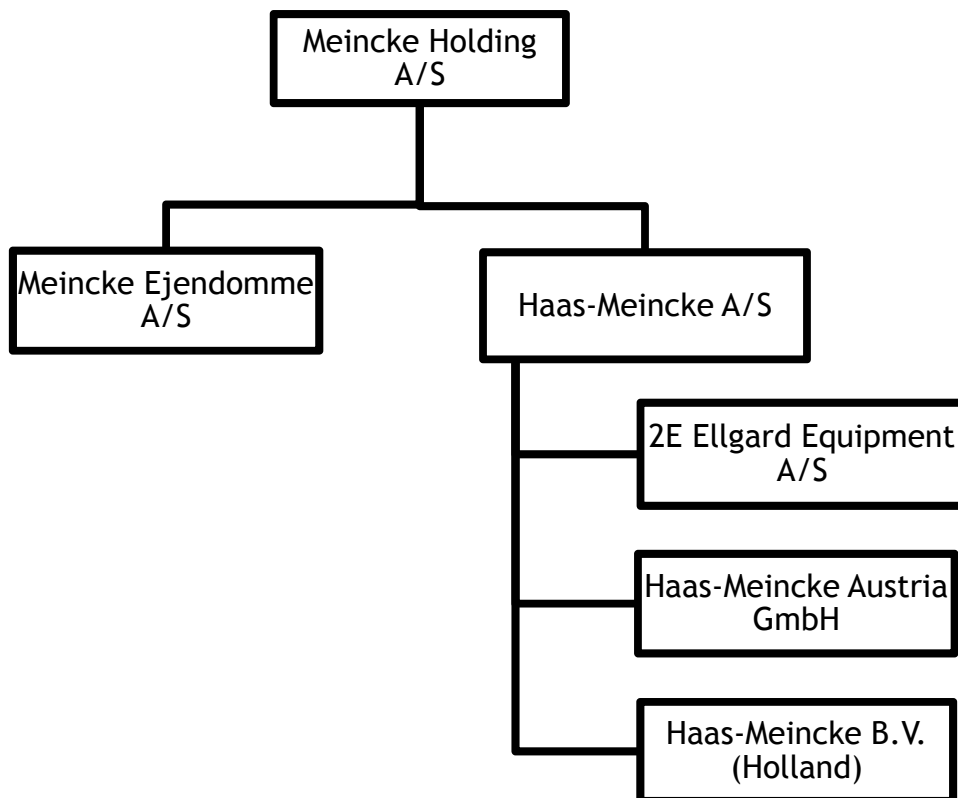 Meincke Holding
A/S
Meincke Ejendomme
A/S
Haas-Meincke A/S
2E Ellgard Equipment
A/S
Haas-Meincke Austria
GmbH
Haas-Meincke B.V.
(Holland)